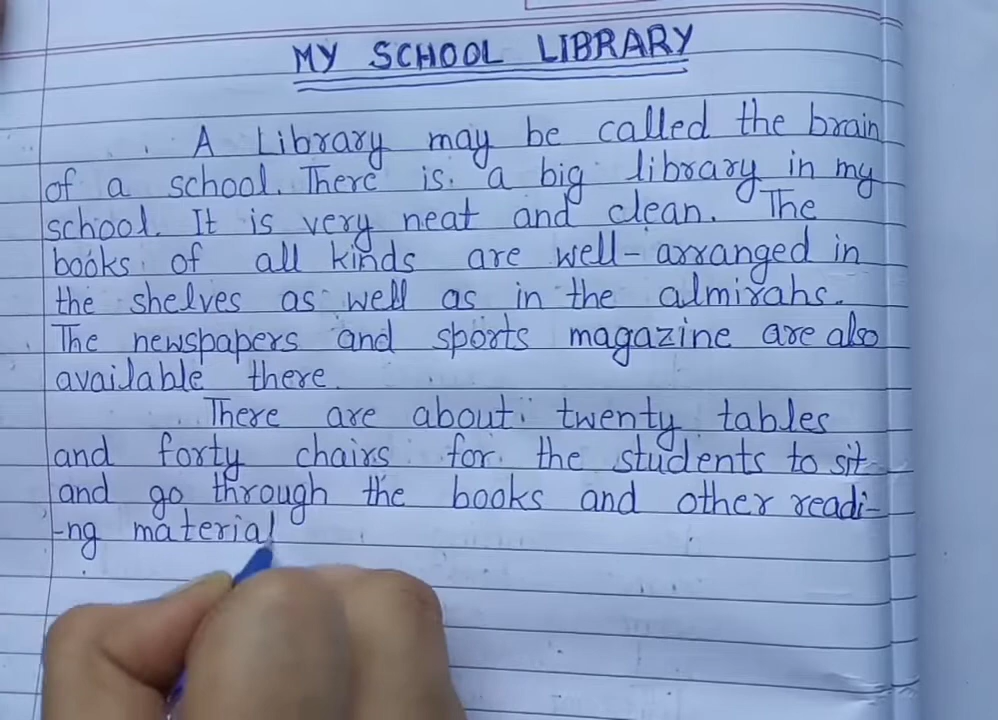 MY SCHOOL LIBRARY
A Library may be called the brain
of a school. There is a big library in my
school. It is very neat and clean. The
books of all kinds are well-arranged in
the shelves as well as in the almirahs.
The newspapers and sports magazine are also
available there.
There are about twenty tables
and forty chairs for the students to sit
and go through the books and other readi-
-ng material